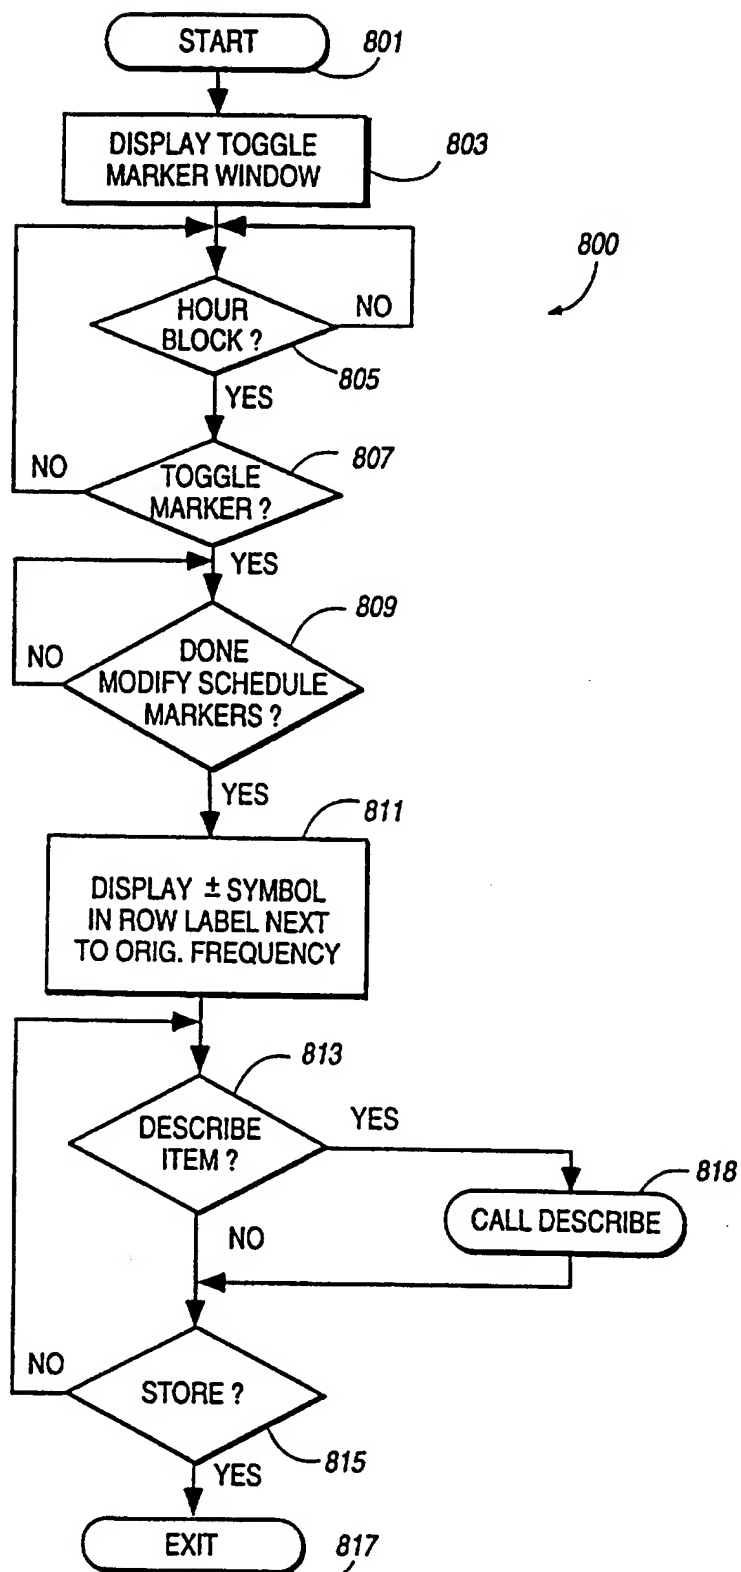 START
801
DISPLAY TOGGLE
MARKER WINDOW
803
800
HOUR
BLOCK ?
NO
805
YES
NO
TOGGLE
MARKER ?
807
YES
809
NO
DONE
MODIFY SCHEDULE
MARKERS ?
YES
811
DISPLAY ± SYMBOL
IN ROW LABEL NEXT
TO ORIG. FREQUENCY
813
DESCRIBE
ITEM ?
YES
818
CALL DESCRIBE
NO
NO
STORE ?
815
YES
EXIT
817